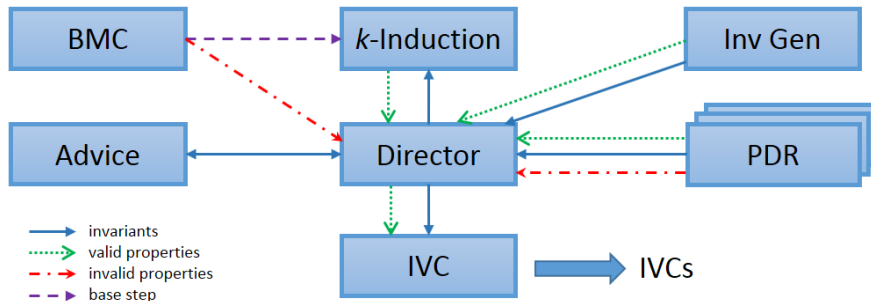 BMC
k-Induction
Inv Gen
Advice
Director
PDR
invariants
valid properties
invalid properties
base step
IVC
IVCs